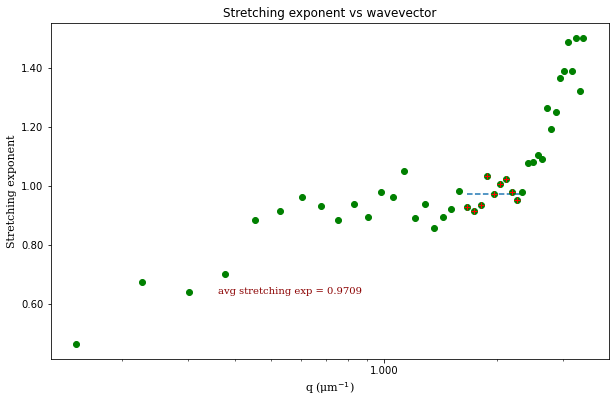 Stretching exponent vs wavevector
1.40
1.20
1.00
0.80
0.60
Stretching exponent
avg stretching exp = 0.9709
1.000
q (μm⁻¹)